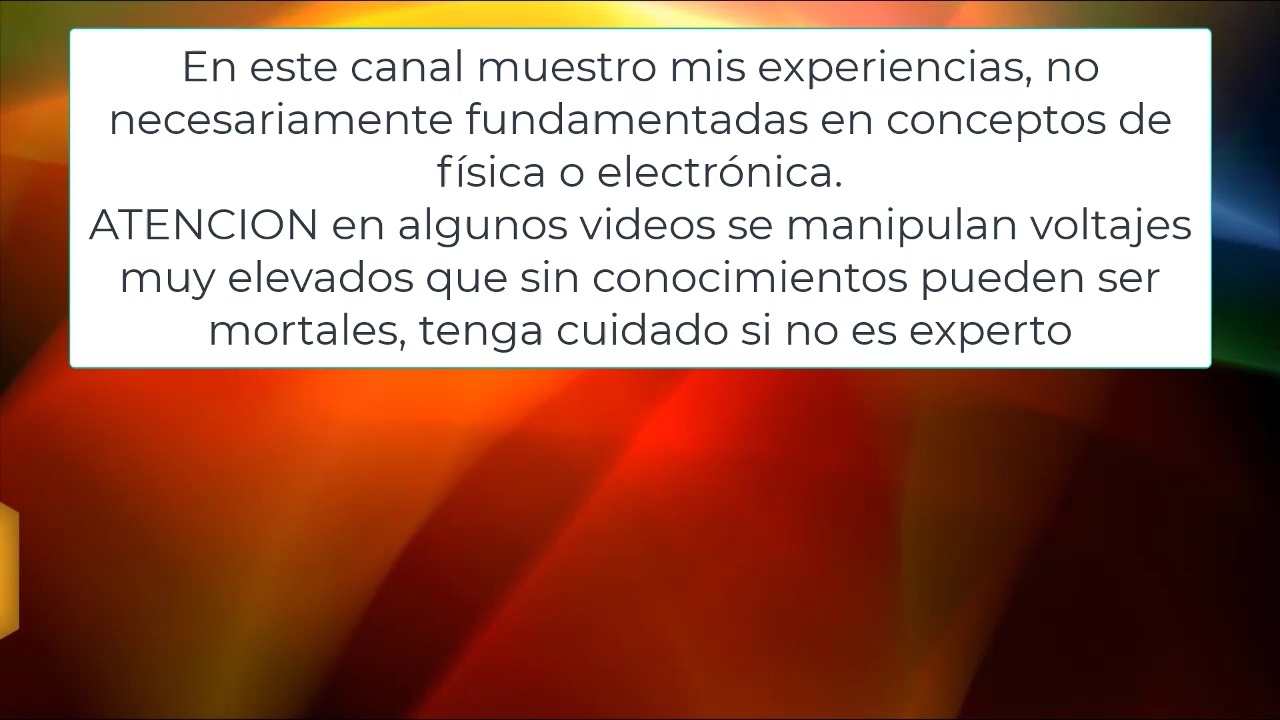 En este canal muestro mis experiencias, no
necesariamente fundamentadas en conceptos de
física o electrónica.
ATENCION en algunos videos se manipulan voltajes
muy elevados que sin conocimientos pueden ser
mortales, tenga cuidado si no es experto